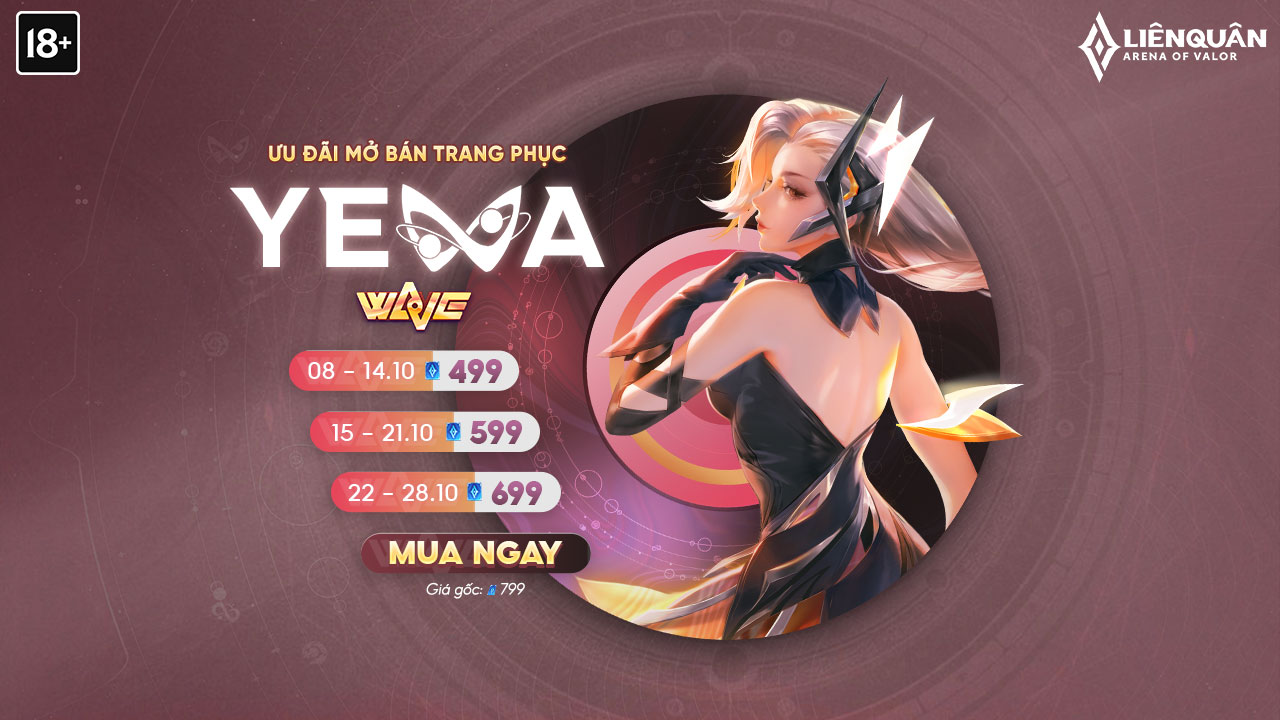 18+
LIÊNQUÂN
ARENA OF VALOR
ƯU ĐÃI MỞ BÁN TRANG PHỤC
YENA
WAVE
08 - 14.10 499
15 - 21.10 599
22 - 28.10 699
MUA NGAY
Giá gốc: 799